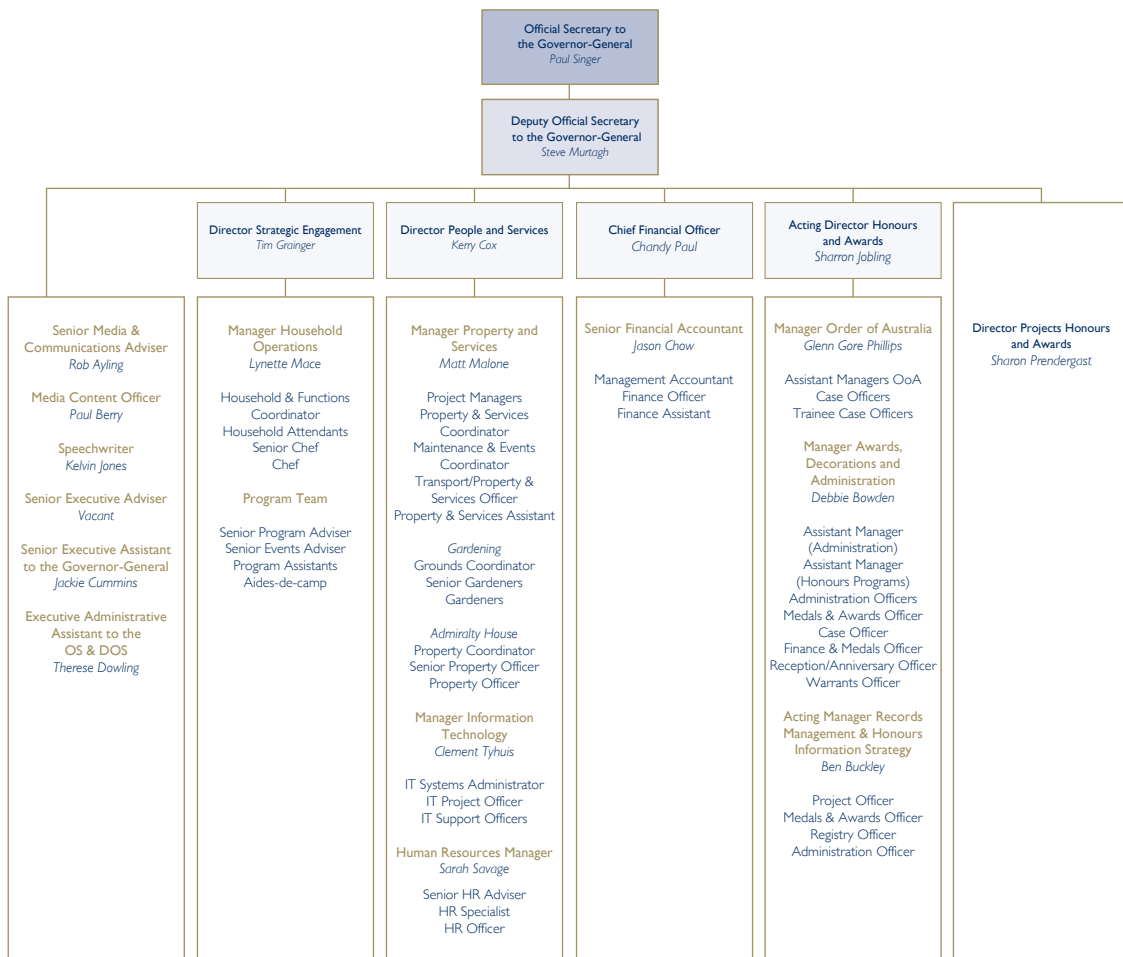 Official Secretary to
the Governor-General
Paul Singer
Deputy Official Secretary
to the Governor-General
Steve Murtagh
Senior Media &
Communications Adviser
Rob Ayling
Media Content Officer
Paul Berry
Speechwriter
Kelvin Jones
Senior Executive Adviser
Vacant
Senior Executive Assistant
to the Governor-General
Jackie Cummins
Executive Administrative
Assistant to the
OS & DOS
Therese Dowling
Director Strategic Engagement
Tim Grainger
Manager Household
Operations
Lynette Mace
Household & Functions
Coordinator
Household Attendants
Senior Chef
Chef
Program Team
Senior Program Adviser
Senior Events Adviser
Program Assistants
Aides-de-camp
Director People and Services
Kerry Cox
Manager Property and
Services
Matt Malone
Project Managers
Property & Services
Coordinator
Maintenance & Events
Coordinator
Transport/Property &
Services Officer
Property & Services Assistant
Gardening
Grounds Coordinator
Senior Gardeners
Gardeners
Admiralty House
Property Coordinator
Senior Property Officer
Property Officer
Manager Information
Technology
Clement Tyhuis
IT Systems Administrator
IT Project Officer
IT Support Officers
Human Resources Manager
Sarah Savage
Senior HR Adviser
HR Specialist
HR Officer
Chief Financial Officer
Chandy Paul
Senior Financial Accountant
Jason Chow
Management Accountant
Finance Officer
Finance Assistant
Acting Director Honours
and Awards
Sharron Jobling
Manager Order of Australia
Glenn Gore Phillips
Assistant Managers OoA
Case Officers
Trainee Case Officers
Manager Awards,
Decorations and
Administration
Debbie Bowden
Assistant Manager
(Administration)
Assistant Manager
(Honours Programs)
Administration Officers
Medals & Awards Officer
Case Officer
Finance & Medals Officer
Reception/Anniversary Officer
Warrants Officer
Acting Manager Records
Management & Honours
Information Strategy
Ben Buckley
Project Officer
Medals & Awards Officer
Registry Officer
Administration Officer
Director Projects Honours
and Awards
Sharon Prendergast